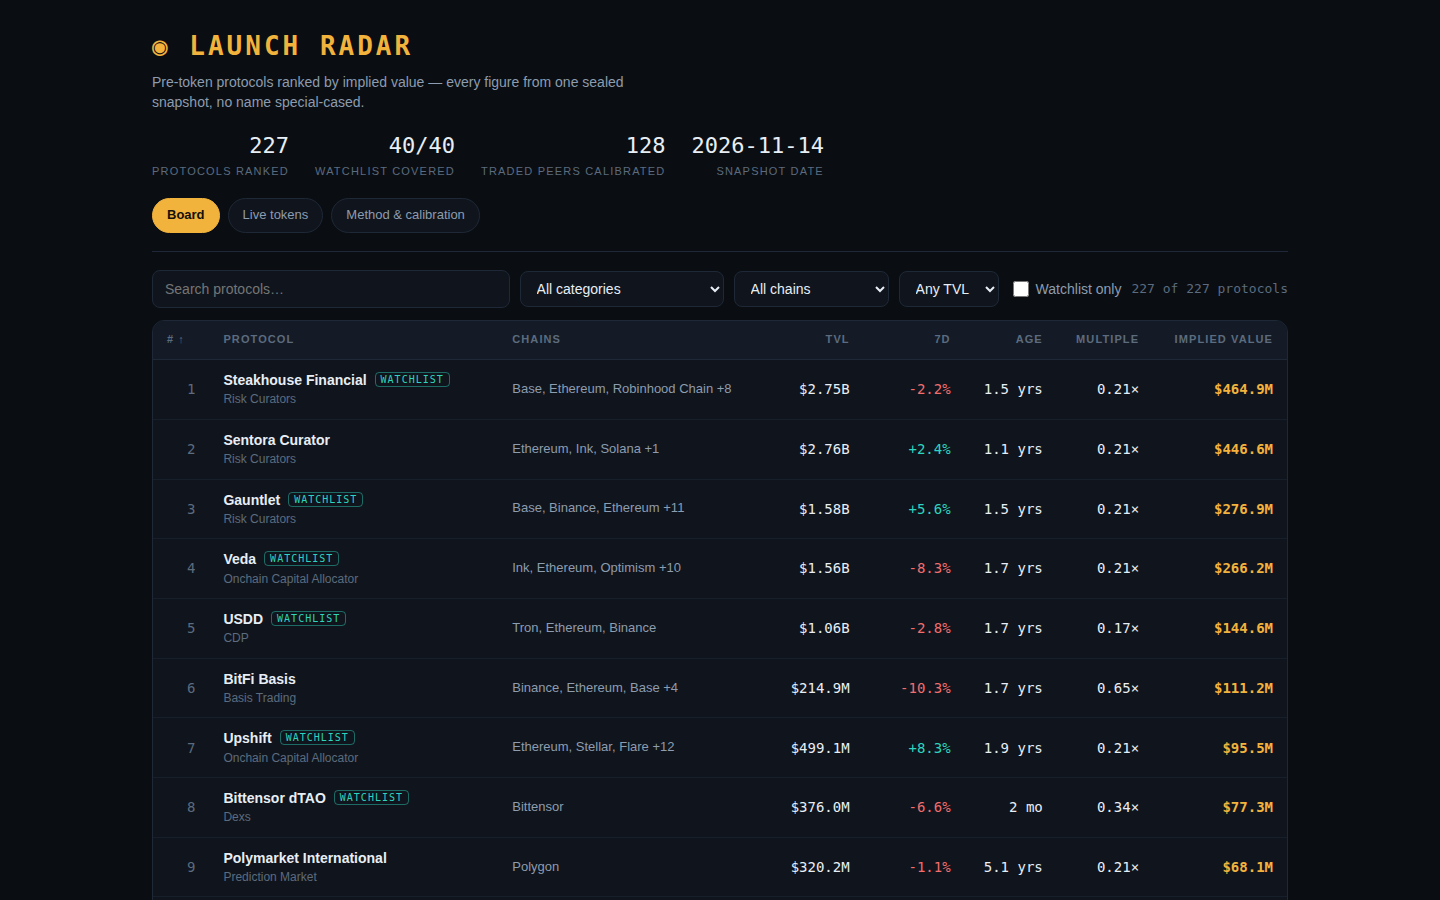 ◉ LAUNCH RADAR
Pre-token protocols ranked by implied value — every figure from one sealed
snapshot, no name special-cased.
227 40/40 128 2026-11-14
PROTOCOLS RANKED WATCHLIST COVERED TRADED PEERS CALIBRATED SNAPSHOT DATE
Board Live tokens Method & calibration
Search protocols… All categories All chains Any TVL Watchlist only 227 of 227 protocols
# ↑ PROTOCOL CHAINS TVL 7D AGE MULTIPLE IMPLIED VALUE
1 Steakhouse Financial WATCHLIST Base, Ethereum, Robinhood Chain +8 $2.75B -2.2% 1.5 yrs 0.21× $464.9M
Risk Curators
2 Sentora Curator Ethereum, Ink, Solana +1 $2.76B +2.4% 1.1 yrs 0.21× $446.6M
Risk Curators
3 Gauntlet WATCHLIST Base, Binance, Ethereum +11 $1.58B +5.6% 1.5 yrs 0.21× $276.9M
Risk Curators
4 Veda WATCHLIST Ink, Ethereum, Optimism +10 $1.56B -8.3% 1.7 yrs 0.21× $266.2M
Onchain Capital Allocator
5 USDD WATCHLIST Tron, Ethereum, Binance $1.06B -2.8% 1.7 yrs 0.17× $144.6M
CDP
6 BitFi Basis Binance, Ethereum, Base +4 $214.9M -10.3% 1.7 yrs 0.65× $111.2M
Basis Trading
7 Upshift WATCHLIST Ethereum, Stellar, Flare +12 $499.1M +8.3% 1.9 yrs 0.21× $95.5M
Onchain Capital Allocator
8 Bittensor dTAO WATCHLIST Bittensor $376.0M -6.6% 2 mo 0.34× $77.3M
Dexs
9 Polymarket International Polygon $320.2M -1.1% 5.1 yrs 0.21× $68.1M
Prediction Market